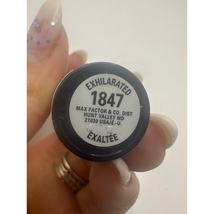 EXHILARATED
1847
MAX FACTOR & CO. DIST
HUNT VALLEY MD
21030 USA/E.-U.
EXALTÉE